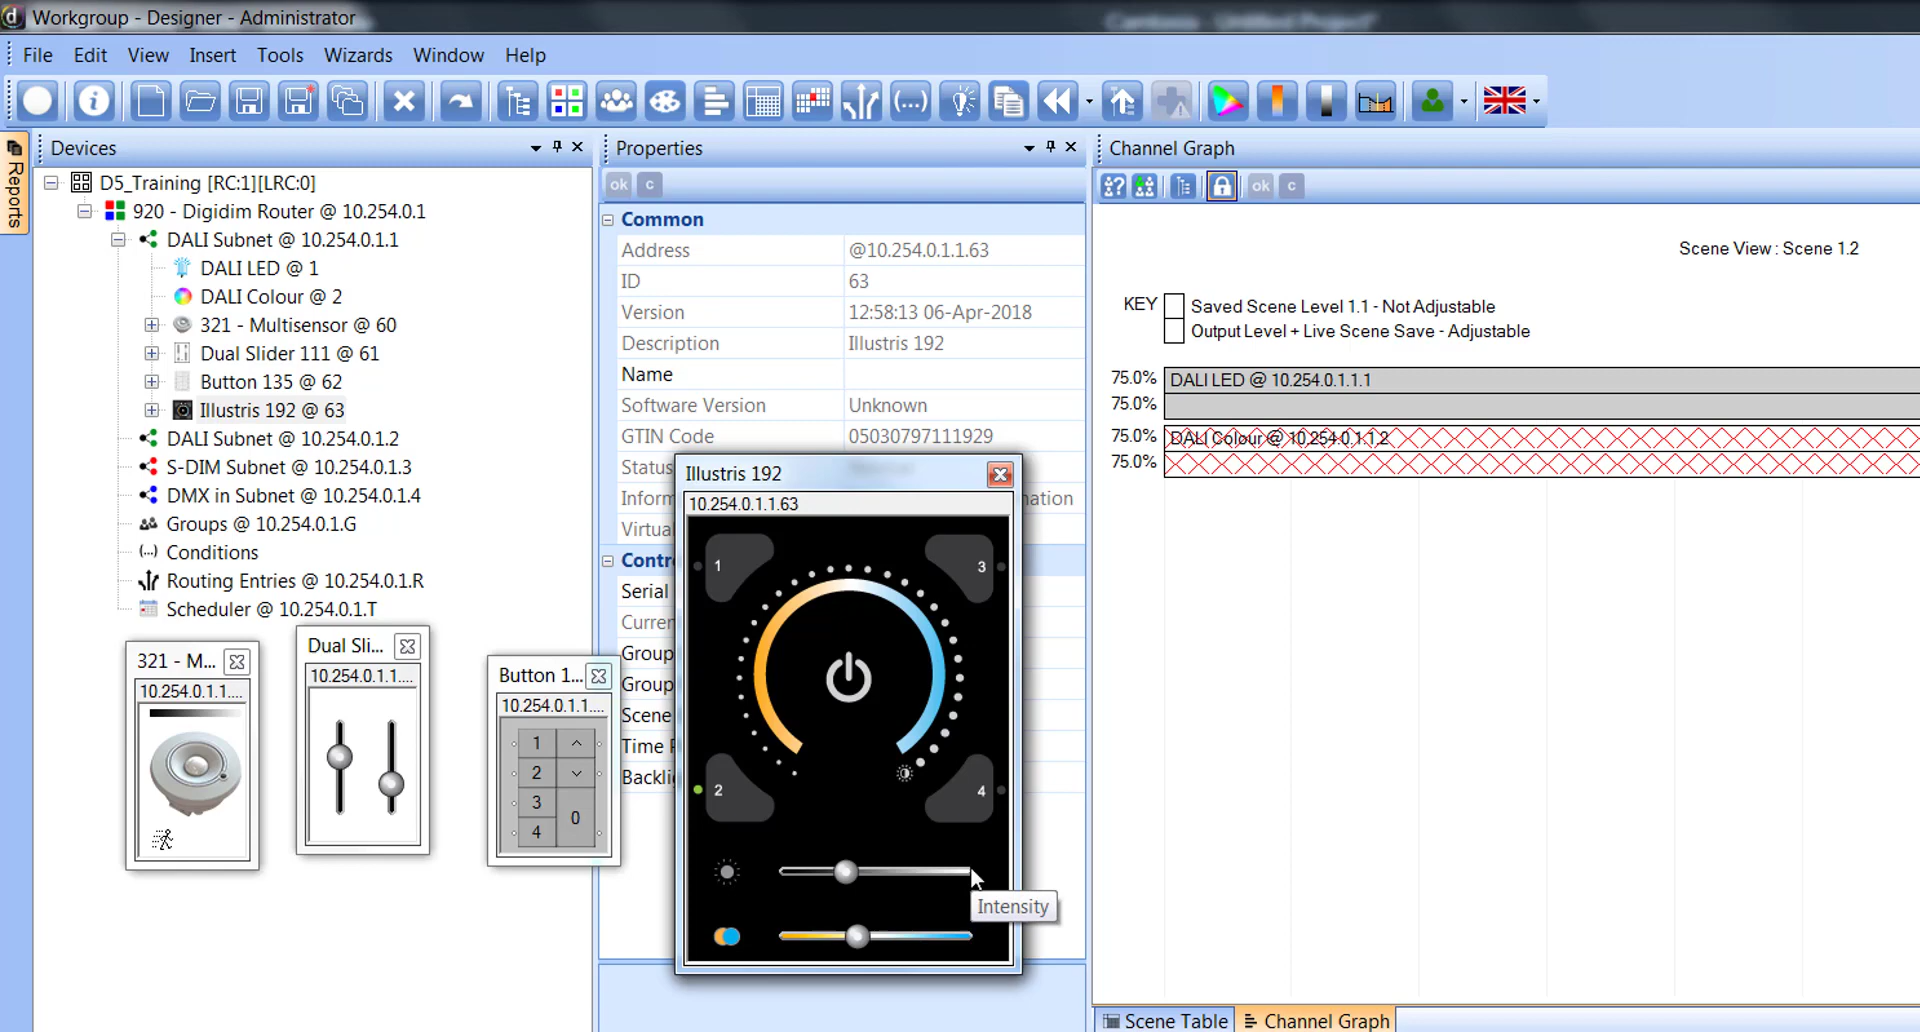 Workgroup - Designer - Administrator
File Edit View Insert Tools Wizards Window Help
Reports
Devices
D5_Training [RC:1][LRC:0]
920 - Digidim Router @ 10.254.0.1
DALI Subnet @ 10.254.0.1.1
DALI LED @ 1
DALI Colour @ 2
321 - Multisensor @ 60
Dual Slider 111 @ 61
Button 135 @ 62
Illustris 192 @ 63
DALI Subnet @ 10.254.0.1.2
S-DIM Subnet @ 10.254.0.1.3
DMX in Subnet @ 10.254.0.1.4
Groups @ 10.254.0.1.G
Conditions
Routing Entries @ 10.254.0.1.R
Scheduler @ 10.254.0.1.T
321 - M...
10.254.0.1.1....
Dual Sli...
10.254.0.1.1....
Button 1...
10.254.0.1.1....
1
2
3
4
0
Properties
ok c
Common
Address @10.254.0.1.1.63
ID 63
Version 12:58:13 06-Apr-2018
Description Illustris 192
Name
Software Version Unknown
GTIN Code 05030797111929
Status
Inform
mation
Virtual
Contro
Serial
Curren
Group
Group
Scene
Time
Backlig
Illustris 192
10.254.0.1.1.63
1
3
2
4
Intensity
Channel Graph
ok c
Scene View : Scene 1.2
KEY
Saved Scene Level 1.1 - Not Adjustable
Output Level + Live Scene Save - Adjustable
75.0% DALI LED @ 10.254.0.1.1.1
75.0%
75.0% DALI Colour @ 10.254.0.1.1.2
75.0%
Scene Table Channel Graph